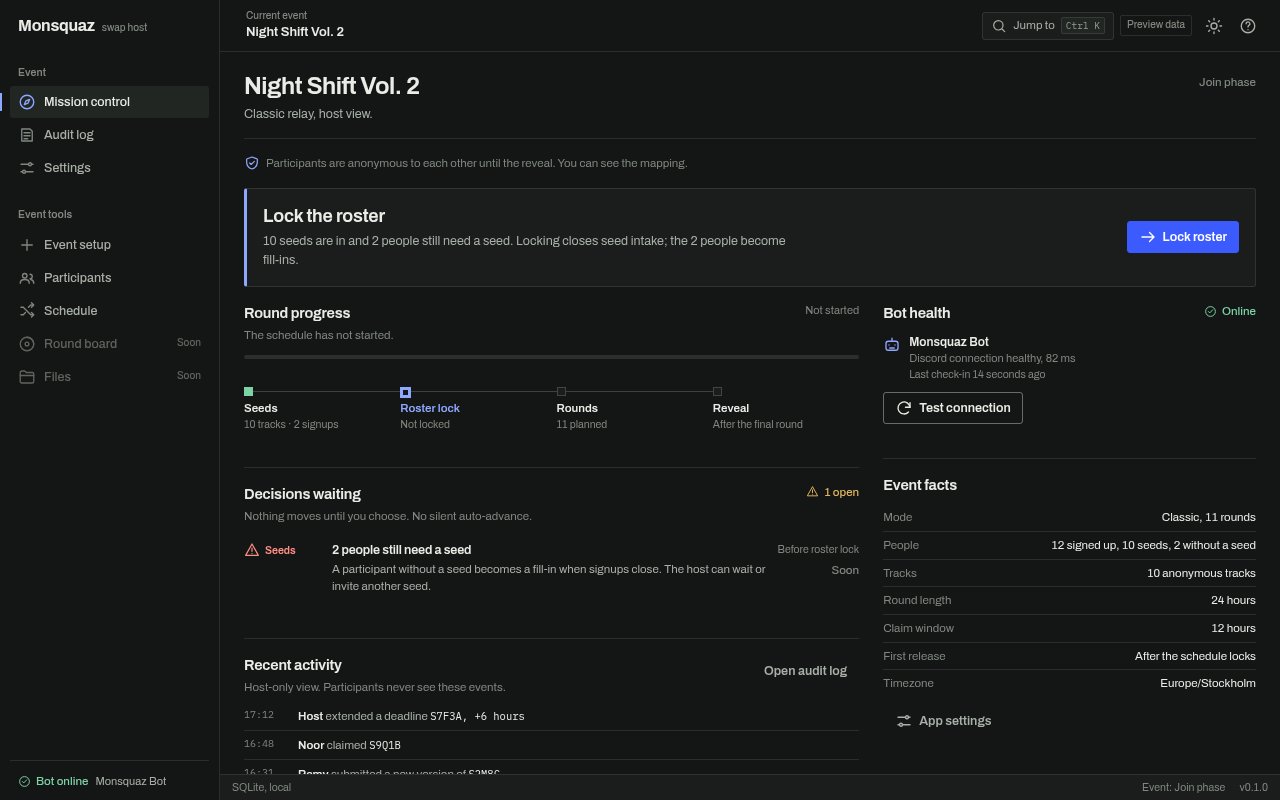 Monsquaz swap host
Event
Mission control
Audit log
Settings
Event tools
Event setup
Participants
Schedule
Round board Soon
Files Soon
Bot online Monsquaz Bot
Current event
Night Shift Vol. 2
Jump to Ctrl K
Preview data
Night Shift Vol. 2
Join phase
Classic relay, host view.
Participants are anonymous to each other until the reveal. You can see the mapping.
Lock the roster
10 seeds are in and 2 people still need a seed. Locking closes seed intake; the 2 people become
fill-ins.
Lock roster
Round progress
Not started
The schedule has not started.
Seeds
10 tracks · 2 signups
Roster lock
Not locked
Rounds
11 planned
Reveal
After the final round
Decisions waiting
1 open
Nothing moves until you choose. No silent auto-advance.
Seeds
2 people still need a seed
A participant without a seed becomes a fill-in when signups close. The host can wait or
invite another seed.
Before roster lock
Soon
Recent activity
Open audit log
Host-only view. Participants never see these events.
17:12 Host extended a deadline S7F3A, +6 hours
16:48 Noor claimed S9Q1B
16:31 Remy submitted a new version of S2M8C
Bot health
Online
Monsquaz Bot
Discord connection healthy, 82 ms
Last check-in 14 seconds ago
Test connection
Event facts
Mode Classic, 11 rounds
People 12 signed up, 10 seeds, 2 without a seed
Tracks 10 anonymous tracks
Round length 24 hours
Claim window 12 hours
First release After the schedule locks
Timezone Europe/Stockholm
App settings
SQLite, local
Event: Join phase v0.1.0